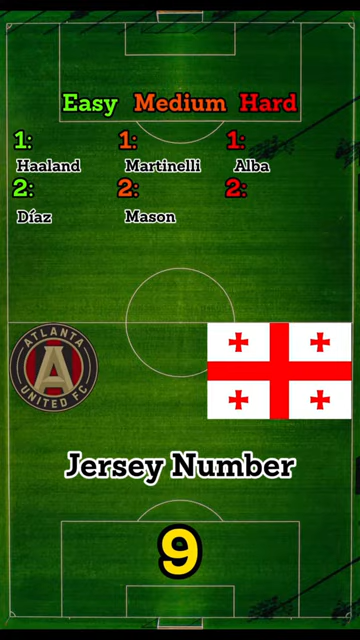 Easy Medium Hard
1: 1: 1:
Haaland Martinelli Alba
2: 2: 2:
Díaz Mason
ATLANTA
A
UNITED FC
Jersey Number
9